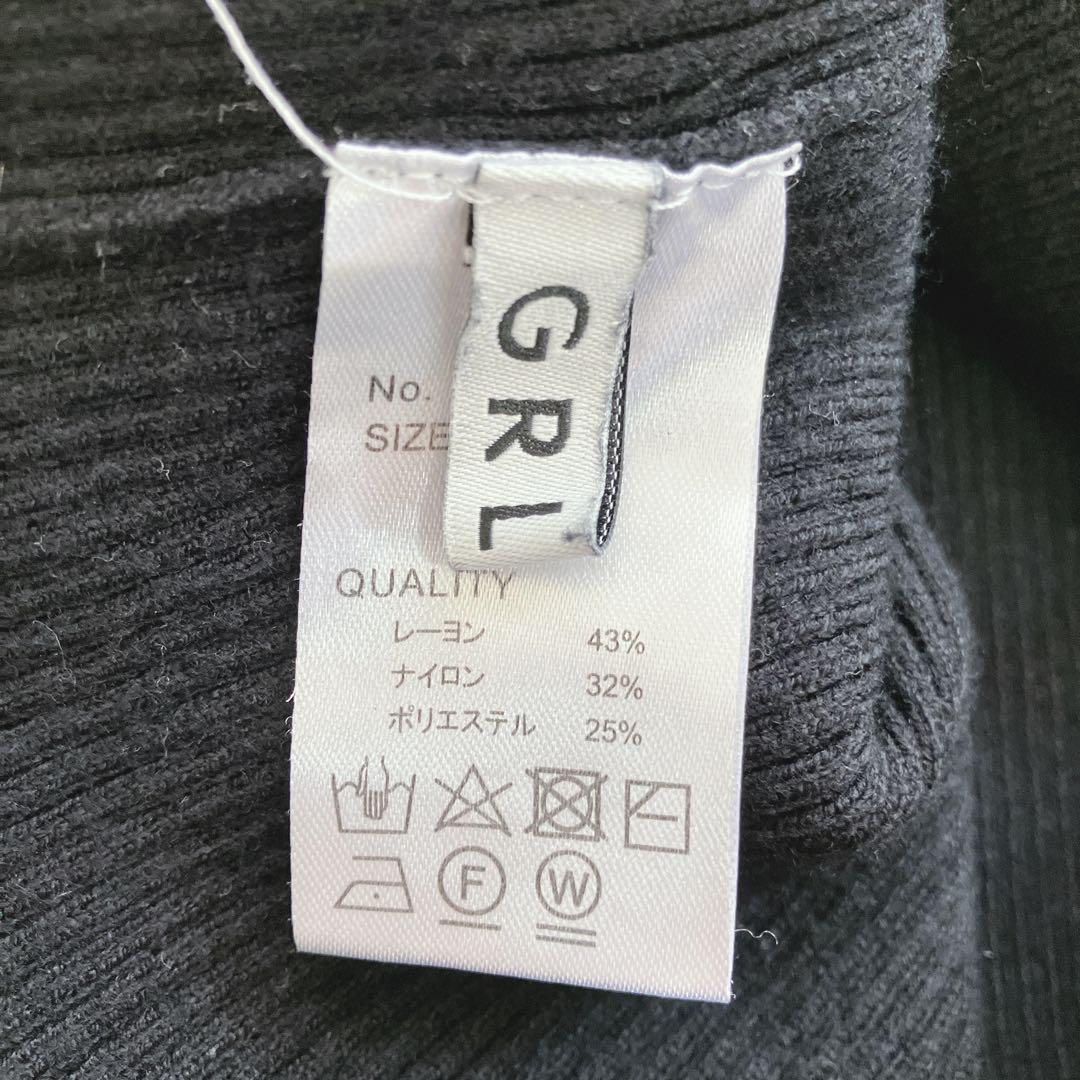 GRL
No.
SIZE
QUALITY
レーヨン 43%
ナイロン 32%
ポリエステル 25%
F
W